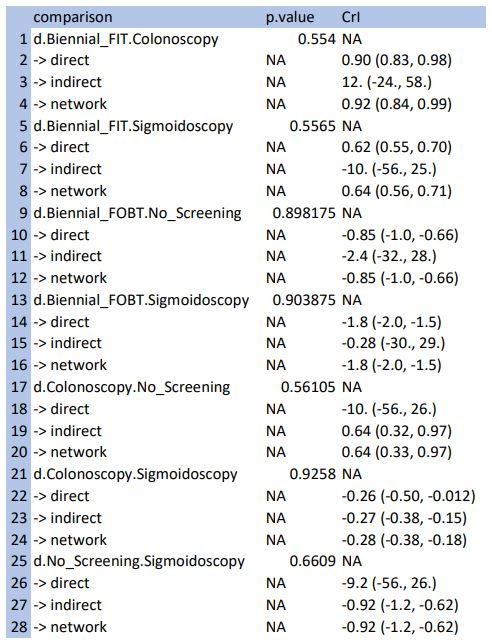 comparison p.value CrI
1 d.Biennial_FIT.Colonoscopy 0.554 NA
2 -> direct NA 0.90 (0.83, 0.98)
3 -> indirect NA 12. (-24., 58.)
4 -> network NA 0.92 (0.84, 0.99)
5 d.Biennial_FIT.Sigmoidoscopy 0.5565 NA
6 -> direct NA 0.62 (0.55, 0.70)
7 -> indirect NA -10. (-56., 25.)
8 -> network NA 0.64 (0.56, 0.71)
9 d.Biennial_FOBT.No_Screening 0.898175 NA
10 -> direct NA -0.85 (-1.0, -0.66)
11 -> indirect NA -2.4 (-32., 28.)
12 -> network NA -0.85 (-1.0, -0.66)
13 d.Biennial_FOBT.Sigmoidoscopy 0.903875 NA
14 -> direct NA -1.8 (-2.0, -1.5)
15 -> indirect NA -0.28 (-30., 29.)
16 -> network NA -1.8 (-2.0, -1.5)
17 d.Colonoscopy.No_Screening 0.56105 NA
18 -> direct NA -10. (-56., 26.)
19 -> indirect NA 0.64 (0.32, 0.97)
20 -> network NA 0.64 (0.33, 0.97)
21 d.Colonoscopy.Sigmoidoscopy 0.9258 NA
22 -> direct NA -0.26 (-0.50, -0.012)
23 -> indirect NA -0.27 (-0.38, -0.15)
24 -> network NA -0.28 (-0.38, -0.18)
25 d.No_Screening.Sigmoidoscopy 0.6609 NA
26 -> direct NA -9.2 (-56., 26.)
27 -> indirect NA -0.92 (-1.2, -0.62)
28 -> network NA -0.92 (-1.2, -0.62)